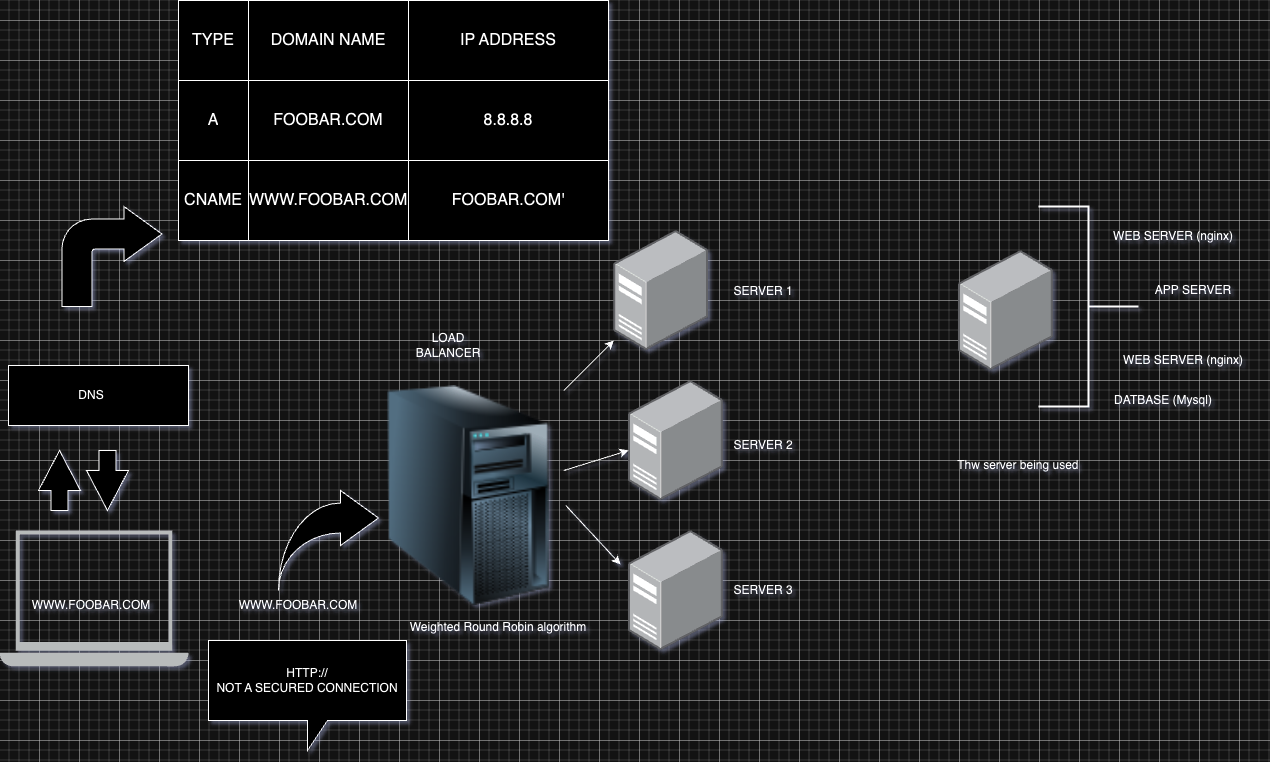 TYPE DOMAIN NAME IP ADDRESS
A FOOBAR.COM 8.8.8.8
CNAME WWW.FOOBAR.COM FOOBAR.COM'
DNS
WWW.FOOBAR.COM
WWW.FOOBAR.COM
HTTP://
NOT A SECURED CONNECTION
LOAD
BALANCER
Weighted Round Robin algorithm
SERVER 1
SERVER 2
SERVER 3
WEB SERVER (nginx)
APP SERVER
WEB SERVER (nginx)
DATBASE (Mysql)
Thw server being used